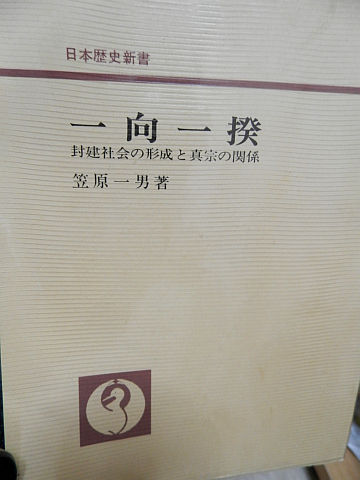 日本歴史新書
一向一揆
封建社会の形成と真宗の関係
笠原一男著